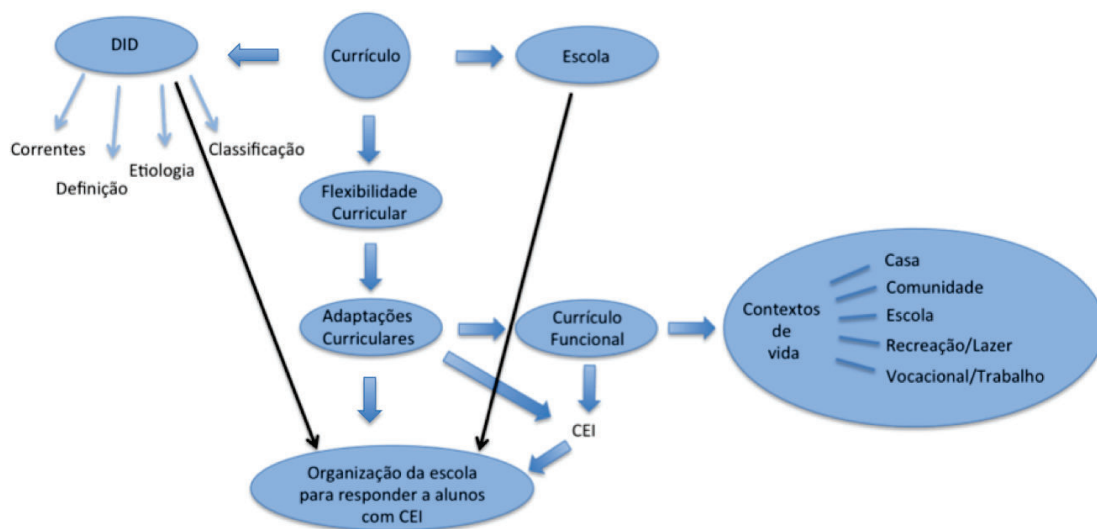 DID
Currículo
Escola
Correntes
Definição
Etiologia
Classificação
Flexibilidade
Curricular
Adaptações
Curriculares
Currículo
Funcional
Contextos
de
vida
Casa
Comunidade
Escola
Recreação/Lazer
Vocacional/Trabalho
CEI
Organização da escola
para responder a alunos
com CEI